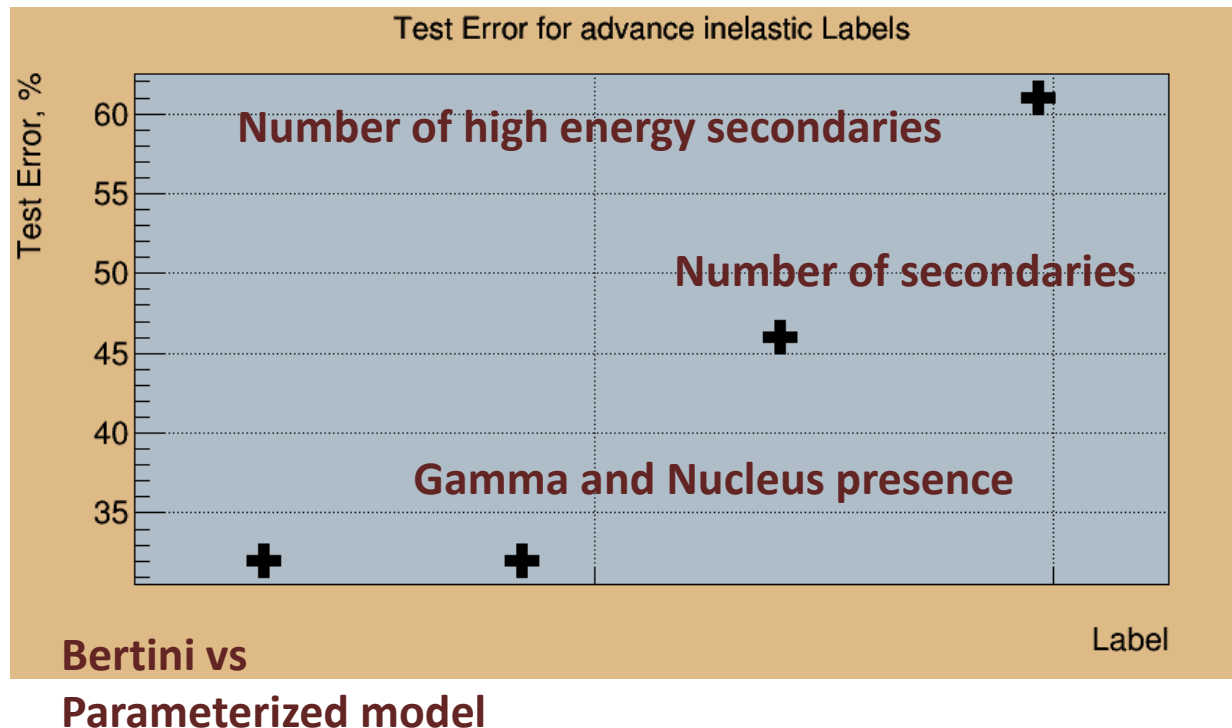 Test Error for advance inelastic Labels
Test Error, %
60
Number of high energy secondaries
55
50
Number of secondaries
45
40
Gamma and Nucleus presence
35
Label
Bertini vs
Parameterized model